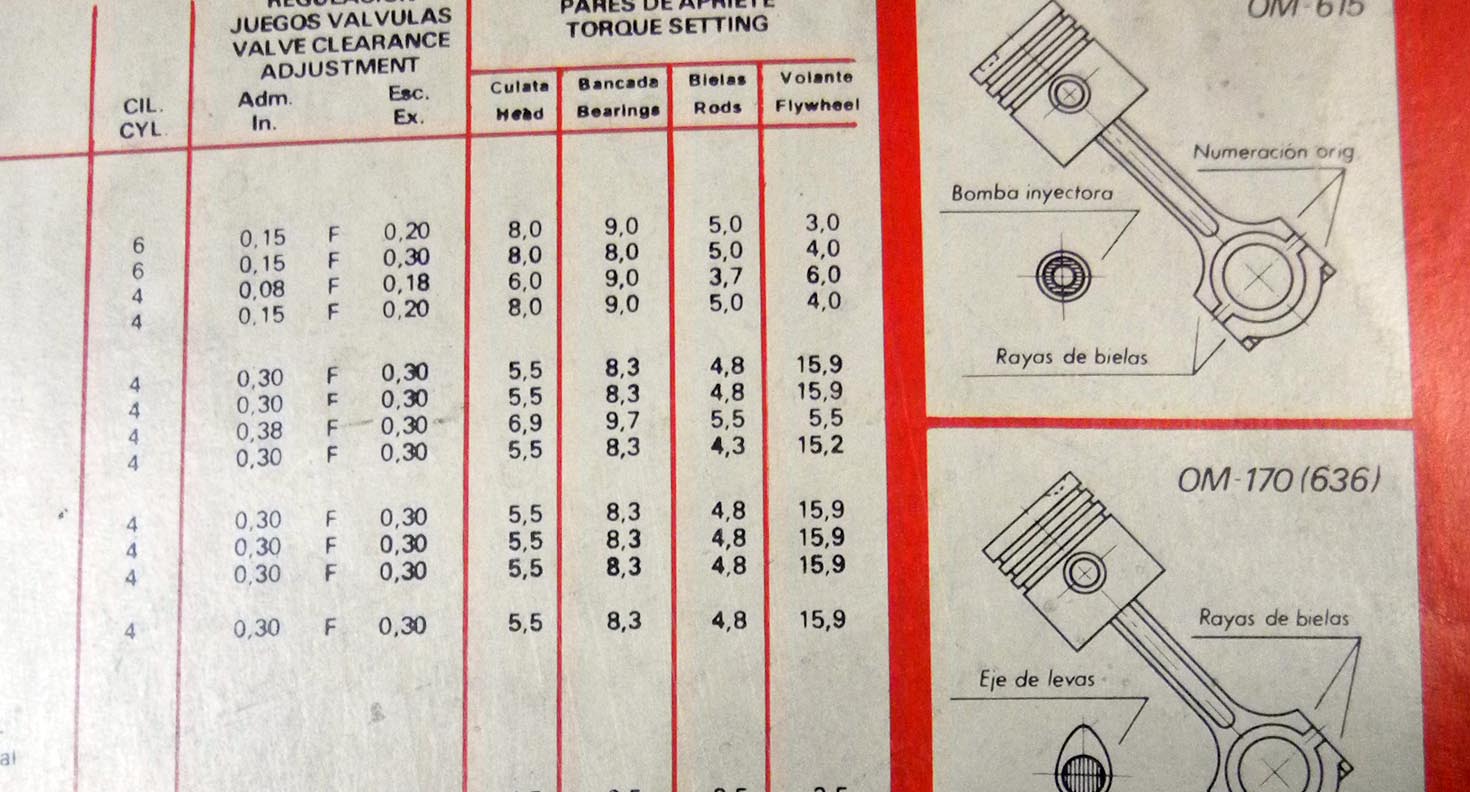 REGULACION
JUEGOS VALVULAS
VALVE CLEARANCE
ADJUSTMENT
PARES DE APRIETE
TORQUE SETTING
CIL.
CYL.
Adm.
In.
Esc.
Ex.
Culata
Head
Bancada
Bearings
Bielas
Rods
Volante
Flywheel
6 0,15 F 0,20 8,0 9,0 5,0 3,0
6 0,15 F 0,30 8,0 8,0 5,0 4,0
4 0,08 F 0,18 6,0 9,0 3,7 6,0
4 0,15 F 0,20 8,0 9,0 5,0 4,0
4 0,30 F 0,30 5,5 8,3 4,8 15,9
4 0,30 F 0,30 5,5 8,3 4,8 15,9
4 0,38 F 0,30 6,9 9,7 5,5 5,5
4 0,30 F 0,30 5,5 8,3 4,3 15,2
4 0,30 F 0,30 5,5 8,3 4,8 15,9
4 0,30 F 0,30 5,5 8,3 4,8 15,9
4 0,30 F 0,30 5,5 8,3 4,8 15,9
4 0,30 F 0,30 5,5 8,3 4,8 15,9
al
OM-615
Numeración orig.
Bomba inyectora
Rayas de bielas
OM-170 (636)
Rayas de bielas
Eje de levas